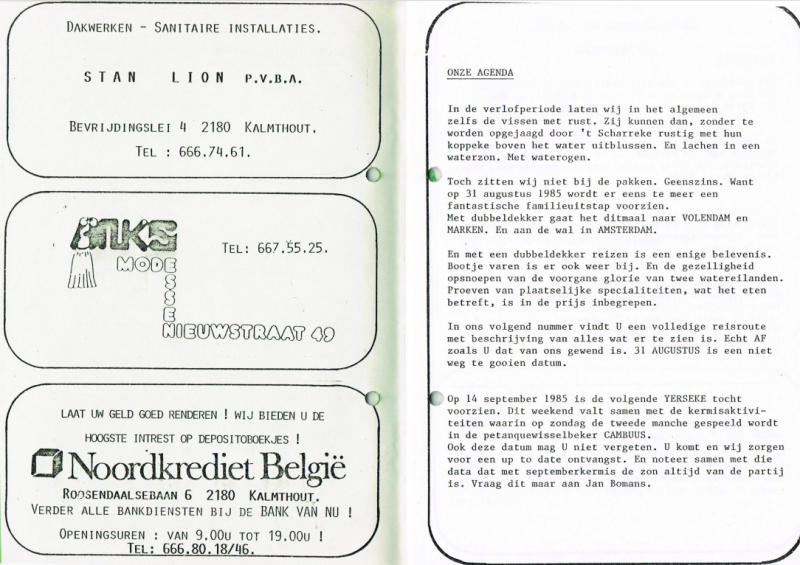 DAKWERKEN - SANITAIRE INSTALLATIES.
STAN LION P.V.B.A.
BEVRIJDINGSLEI 4 2180 KALMTHOUT.
TEL : 666.74.61.
MODE
ESSEN
TEL: 667.55.25.
NIEUWSTRAAT 49
LAAT UW GELD GOED RENDEREN ! WIJ BIEDEN U DE
HOOGSTE INTREST OP DEPOSITOBOEKJES !
Noordkrediet België
ROOSENDAALSEBAAN 6 2180 KALMTHOUT.
VERDER ALLE BANKDIENSTEN BIJ DE BANK VAN NU !
OPENINGSUREN : VAN 9.00U TOT 19.00U !
TEL: 666.80.18/46.
ONZE AGENDA
In de verlofperiode laten wij in het algemeen
zelfs de vissen met rust. Zij kunnen dan, zonder te
worden opgejaagd door 't Scharreke rustig met hun
koppeke boven het water uitblussen. En lachen in een
waterzon. Met waterogen.
Toch zitten wij niet bij de pakken. Geenszins. Want
op 31 augustus 1985 wordt er eens te meer een
fantastische familieuitstap voorzien.
Met dubbeldekker gaat het ditmaal naar VOLENDAM en
MARKEN. En aan de wal in AMSTERDAM.
En met een dubbeldekker reizen is een enige belevenis.
Bootje varen is er ook weer bij. En de gezelligheid
opsnoepen van de voorgane glorie van twee watereilanden.
Proeven van plaatselijke specialiteiten, wat het eten
betreft, is in de prijs inbegrepen.
In ons volgend nummer vindt U een volledige reisroute
met beschrijving van alles wat er te zien is. Echt AF
zoals U dat van ons gewend is. 31 AUGUSTUS is een niet
weg te gooien datum.
Op 14 september 1985 is de volgende YERSEKE tocht
voorzien. Dit weekend valt samen met de kermisaktivi-
teiten waarin op zondag de tweede manche gespeeld wordt
in de petanquewisselbeker CAMBUUS.
Ook deze datum mag U niet vergeten. U komt en wij zorgen
voor een up to date ontvangst. En noteer samen met die
data dat met septemberkermis de zon altijd van de partij
is. Vraag dit maar aan Jan Bomans.